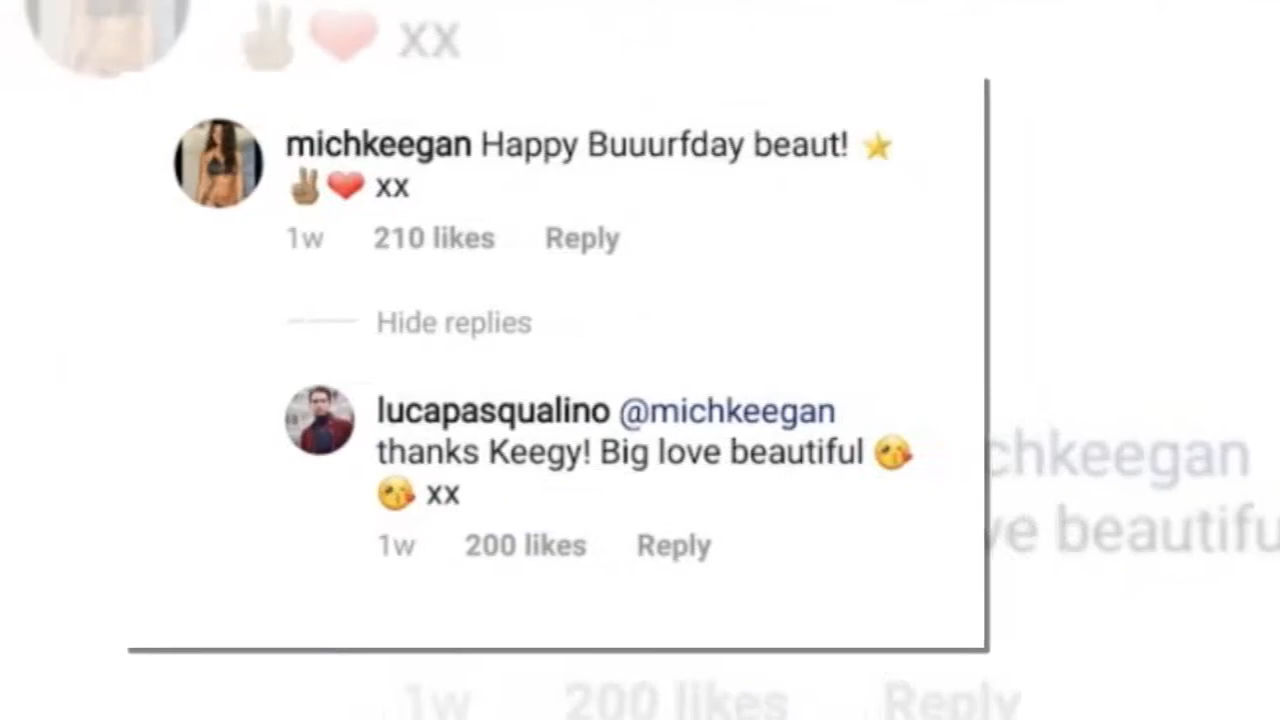 ✌🏽❤️ xx
michkeegan Happy Buuurfday beaut! ⭐
✌🏽❤️ xx
1w 210 likes Reply
Hide replies
lucapasqualino @michkeegan
thanks Keegy! Big love beautiful 😘
😘 xx
1w 200 likes Reply
chkeegan
ve beautifu
1w 200 likes Reply